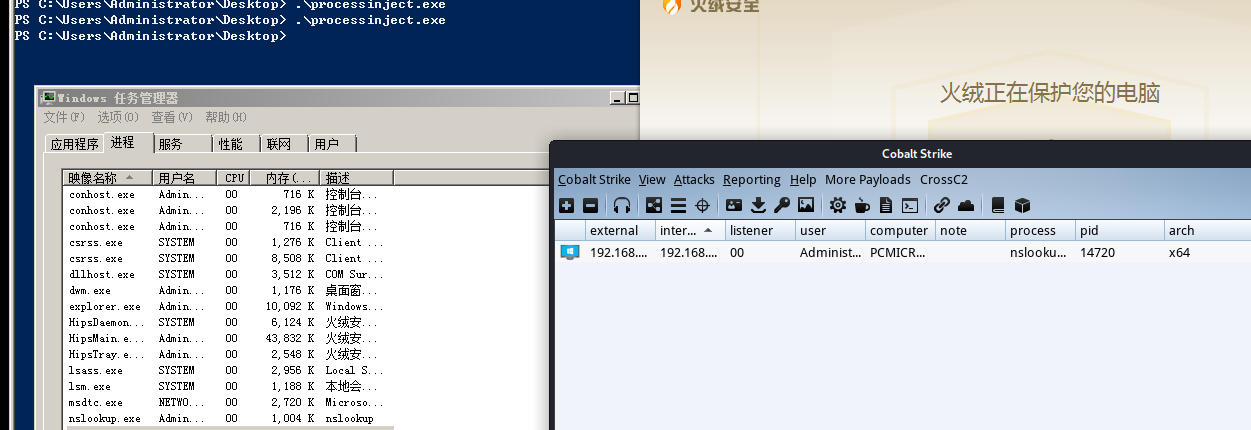 PS C:\Users\Administrator\Desktop> .\processinject.exe
PS C:\Users\Administrator\Desktop> .\processinject.exe
PS C:\Users\Administrator\Desktop>
火绒安全
火绒正在保护您的电脑
Windows 任务管理器
文件(F) 选项(O) 查看(V) 帮助(H)
应用程序 进程 服务 性能 联网 用户
映像名称 用户名 CPU 内存(... 描述
conhost.exe Admin... 00 716 K 控制台...
conhost.exe Admin... 00 2,196 K 控制台...
conhost.exe Admin... 00 716 K 控制台...
csrss.exe SYSTEM 00 1,276 K Client ...
csrss.exe SYSTEM 00 8,508 K Client ...
dllhost.exe SYSTEM 00 3,512 K COM Sur...
dwm.exe Admin... 00 1,176 K 桌面窗...
explorer.exe Admin... 00 10,092 K Windows...
HipsDaemon... SYSTEM 00 6,124 K 火绒安...
HipsMain.e... Admin... 00 43,832 K 火绒安...
HipsTray.e... Admin... 00 2,548 K 火绒安...
lsass.exe SYSTEM 00 2,956 K Local S...
lsm.exe SYSTEM 00 1,188 K 本地会...
msdtc.exe NETWO... 00 2,720 K Microso...
nslookup.exe Admin... 00 1,004 K nslookup
Cobalt Strike
Cobalt Strike View Attacks Reporting Help More Payloads CrossC2
external inter... listener user computer note process pid arch
192.168.... 192.168.... 00 Administ... PCMICR... nslooku... 14720 x64